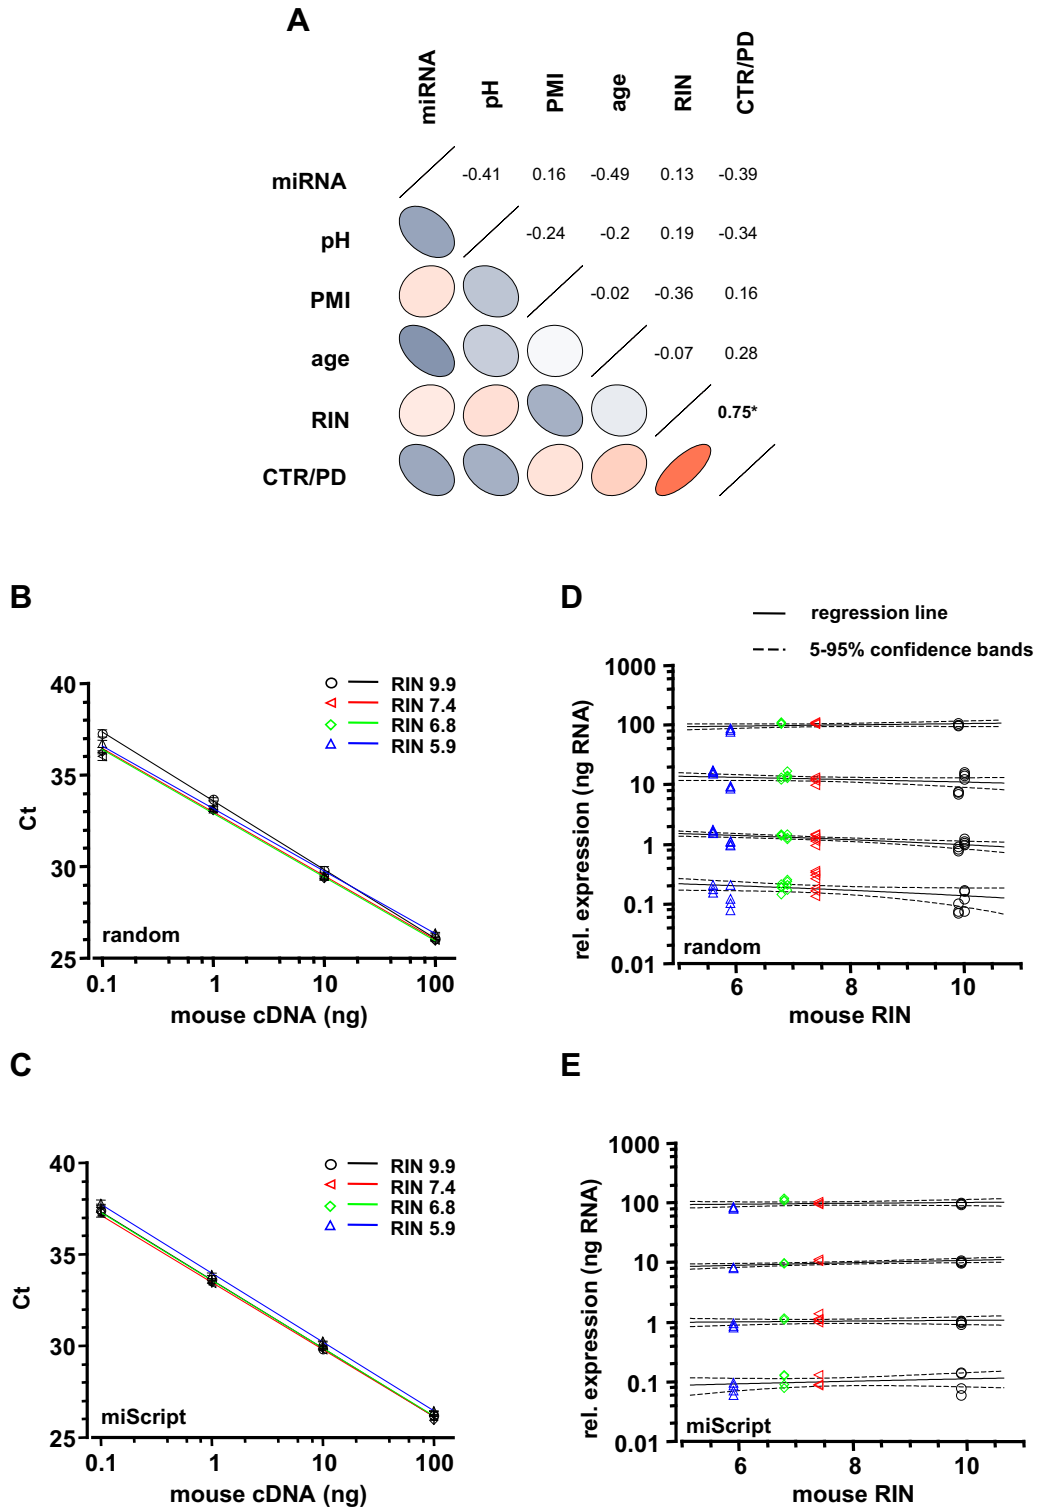 A
miRNA pH PMI age RIN CTR/PD
miRNA -0.41 0.16 -0.49 0.13 -0.39
pH -0.24 -0.2 0.19 -0.34
PMI -0.02 -0.36 0.16
age -0.07 0.28
RIN 0.75*
CTR/PD
B
40
35
30
25
Ct
RIN 9.9
RIN 7.4
RIN 6.8
RIN 5.9
random
0.1 1 10 100
mouse cDNA (ng)
D
regression line
5-95% confidence bands
1000
100
10
1
0.1
0.01
rel. expression (ng RNA)
random
6 8 10
mouse RIN
C
40
35
30
25
Ct
RIN 9.9
RIN 7.4
RIN 6.8
RIN 5.9
miScript
0.1 1 10 100
mouse cDNA (ng)
E
1000
100
10
1
0.1
0.01
rel. expression (ng RNA)
miScript
6 8 10
mouse RIN